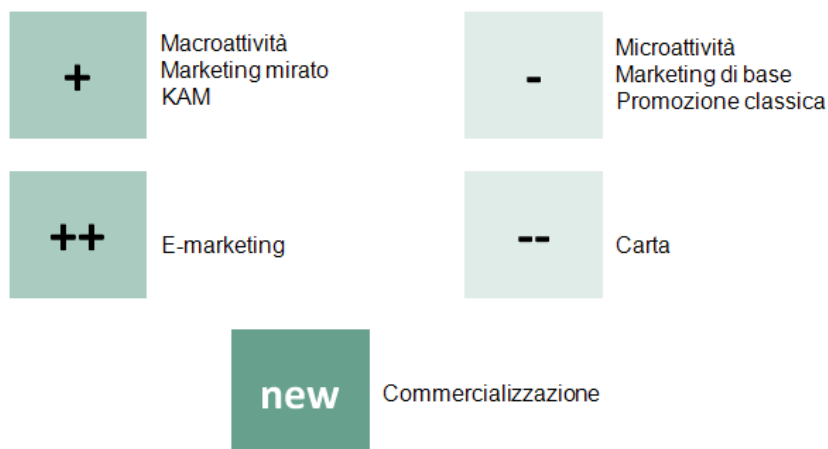 +
Macroattività
Marketing mirato
KAM
-
Microattività
Marketing di base
Promozione classica
++
E-marketing
--
Carta
new
Commercializzazione